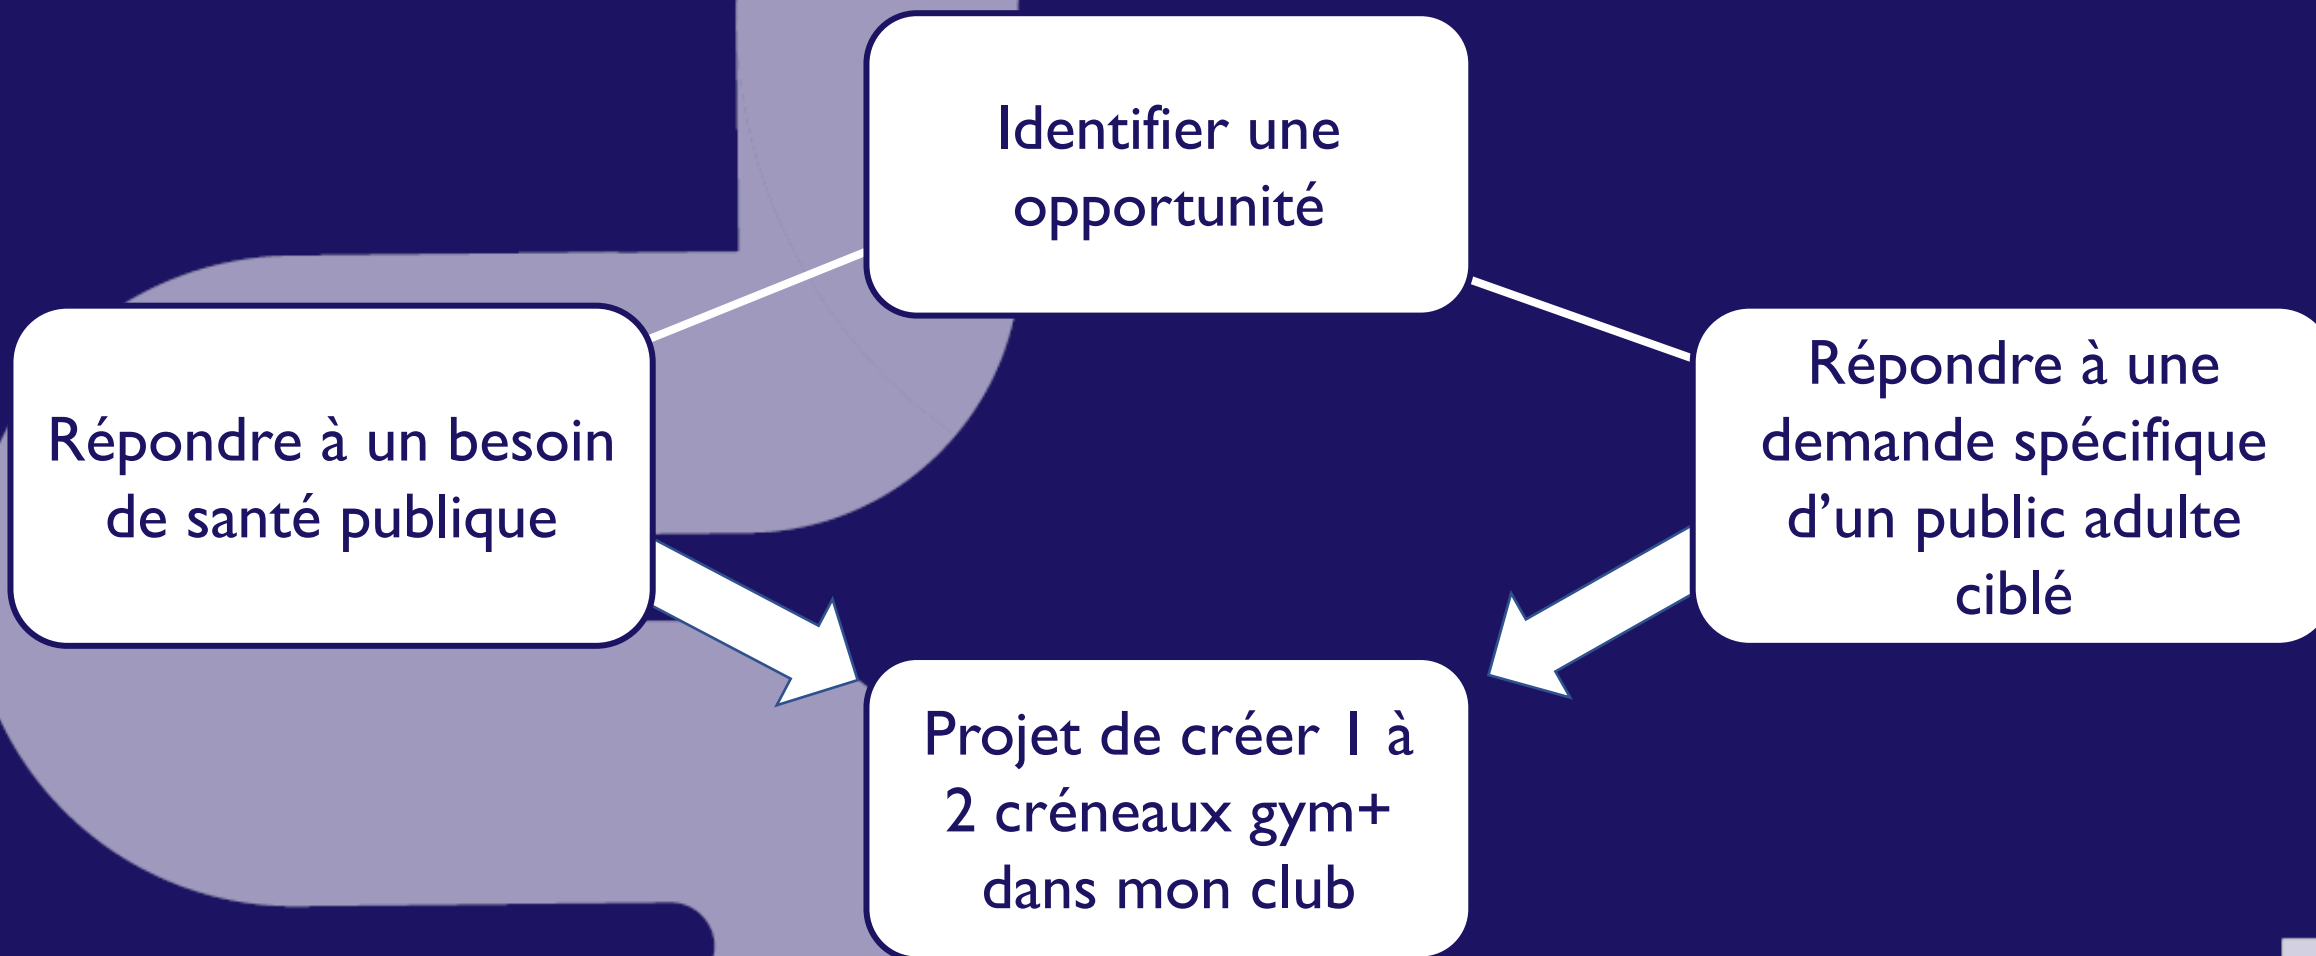 Identifier une
opportunité
Répondre à un besoin
de santé publique
Répondre à une
demande spécifique
d’un public adulte
ciblé
Projet de créer 1 à
2 créneaux gym+
dans mon club